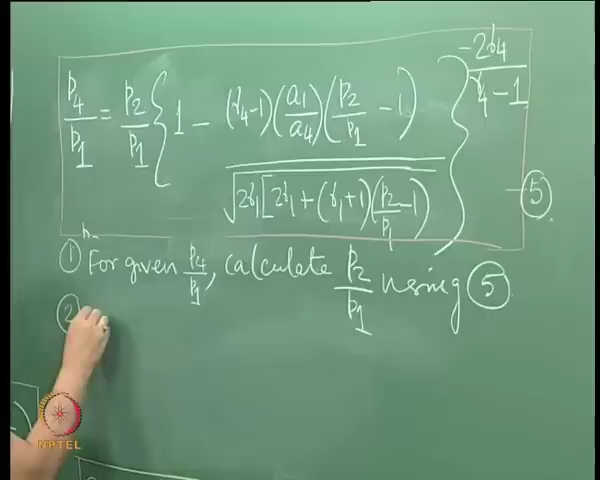 p4/p1 = p2/p1 { 1 - (γ4-1)(a1/a4)(p2/p1 - 1) / √(2γ1[2γ1+(γ1+1)(p2/p1-1) }^(-2γ4/(γ4-1)) -⑤.
① For given p4/p1, calculate p2/p1 using ⑤
②
NPTEL